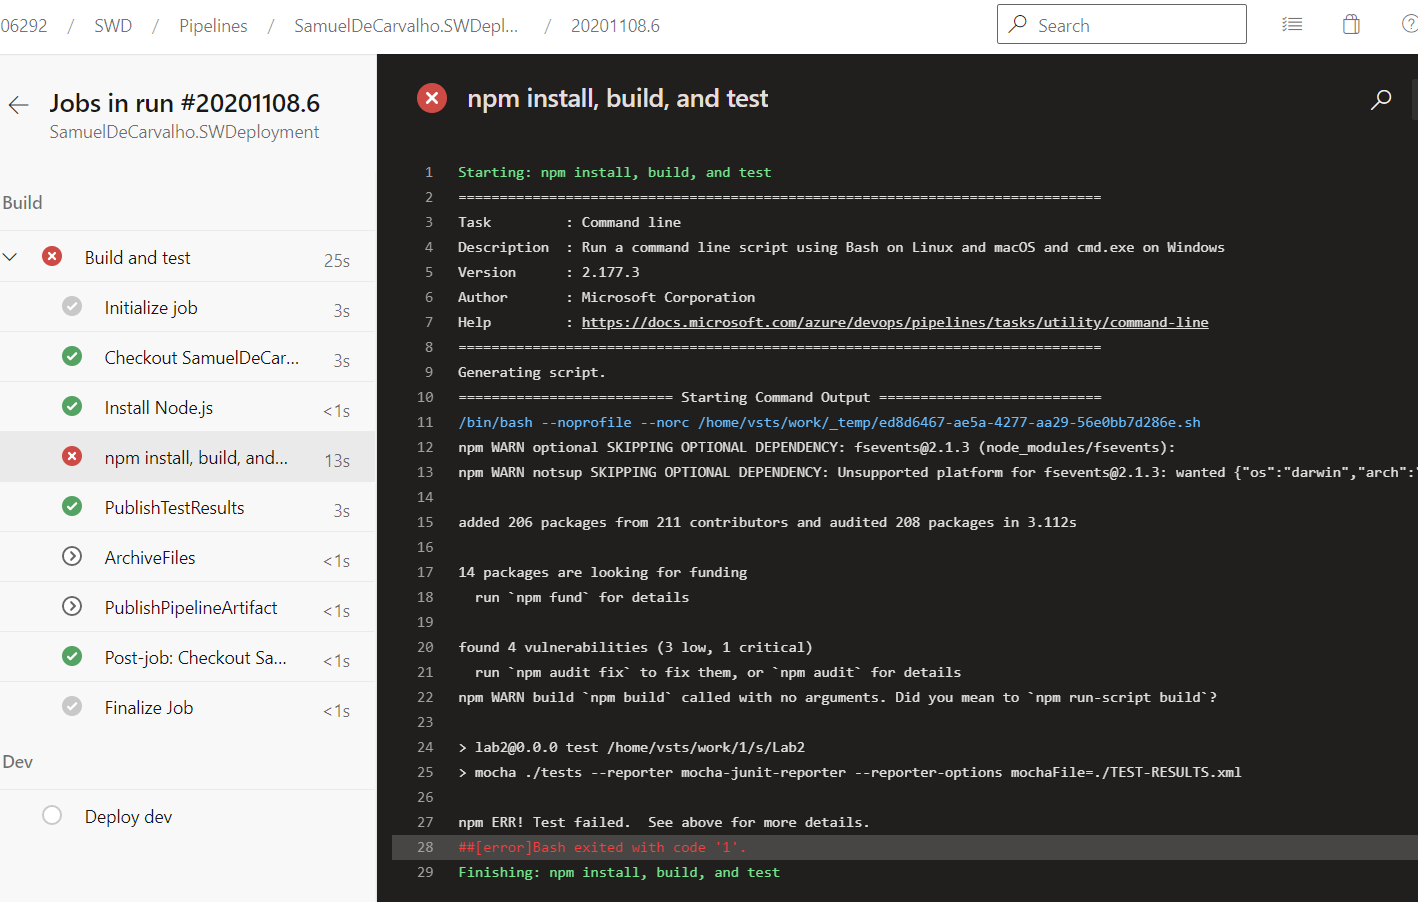 06292 / SWD / Pipelines / SamuelDeCarvalho.SWDepl... / 20201108.6
Search
Jobs in run #20201108.6
SamuelDeCarvalho.SWDeployment
Build
Build and test 25s
Initialize job 3s
Checkout SamuelDeCar... 3s
Install Node.js <1s
npm install, build, and... 13s
PublishTestResults 3s
ArchiveFiles <1s
PublishPipelineArtifact <1s
Post-job: Checkout Sa... <1s
Finalize Job <1s
Dev
Deploy dev
npm install, build, and test
1 Starting: npm install, build, and test
2 ==============================================================================
3 Task         : Command line
4 Description  : Run a command line script using Bash on Linux and macOS and cmd.exe on Windows
5 Version      : 2.177.3
6 Author       : Microsoft Corporation
7 Help         : https://docs.microsoft.com/azure/devops/pipelines/tasks/utility/command-line
8 ==============================================================================
9 Generating script.
10 ========================== Starting Command Output ===========================
11 /bin/bash --noprofile --norc /home/vsts/work/_temp/ed8d6467-ae5a-4277-aa29-56e0bb7d286e.sh
12 npm WARN optional SKIPPING OPTIONAL DEPENDENCY: fsevents@2.1.3 (node_modules/fsevents):
13 npm WARN notsup SKIPPING OPTIONAL DEPENDENCY: Unsupported platform for fsevents@2.1.3: wanted {"os":"darwin","arch":"
14
15 added 206 packages from 211 contributors and audited 208 packages in 3.112s
16
17 14 packages are looking for funding
18   run `npm fund` for details
19
20 found 4 vulnerabilities (3 low, 1 critical)
21   run `npm audit fix` to fix them, or `npm audit` for details
22 npm WARN build `npm build` called with no arguments. Did you mean to `npm run-script build`?
23
24 > lab2@0.0.0 test /home/vsts/work/1/s/Lab2
25 > mocha ./tests --reporter mocha-junit-reporter --reporter-options mochaFile=./TEST-RESULTS.xml
26
27 npm ERR! Test failed.  See above for more details.
28 ##[error]Bash exited with code '1'.
29 Finishing: npm install, build, and test